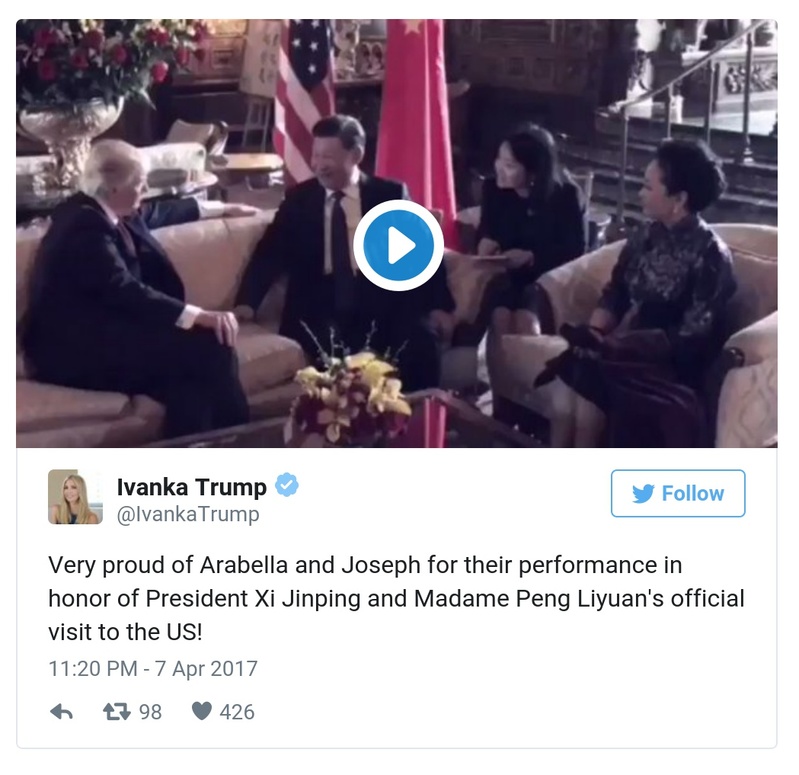 Ivanka Trump
@IvankaTrump
Follow
Very proud of Arabella and Joseph for their performance in
honor of President Xi Jinping and Madame Peng Liyuan's official
visit to the US!
11:20 PM - 7 Apr 2017
98
426